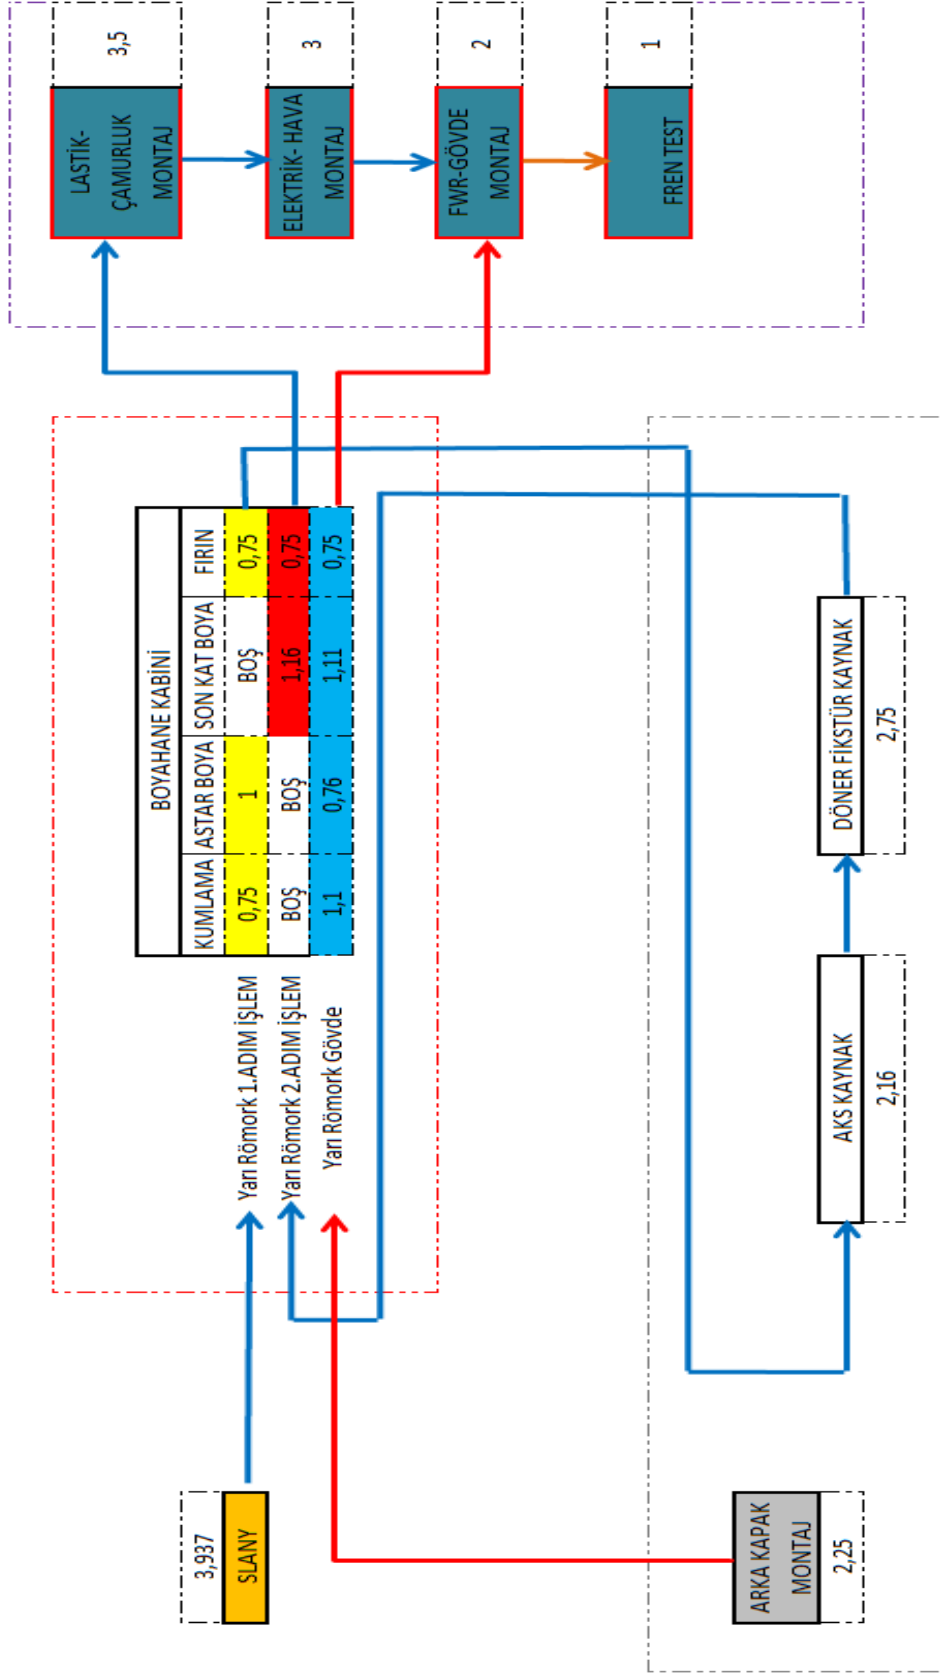 3,937
SLANY
ARKA KAPAK
MONTAJ
2,25
BOYAHANE KABİNİ
KUMLAMA ASTAR BOYA SON KAT BOYA FIRIN
Yarı Römork 1.ADIM İŞLEM 0,75 1 BOŞ 0,75
Yarı Römork 2.ADIM İŞLEM BOŞ BOŞ 1,16 0,75
Yarı Römork Gövde 1,1 0,76 1,11 0,75
AKS KAYNAK
2,16
DÖNER FİKSTÜR KAYNAK
2,75
LASTİK-
ÇAMURLUK
MONTAJ
3,5
ELEKTRİK- HAVA
MONTAJ
3
FWR-GÖVDE
MONTAJ
2
FREN TEST
1